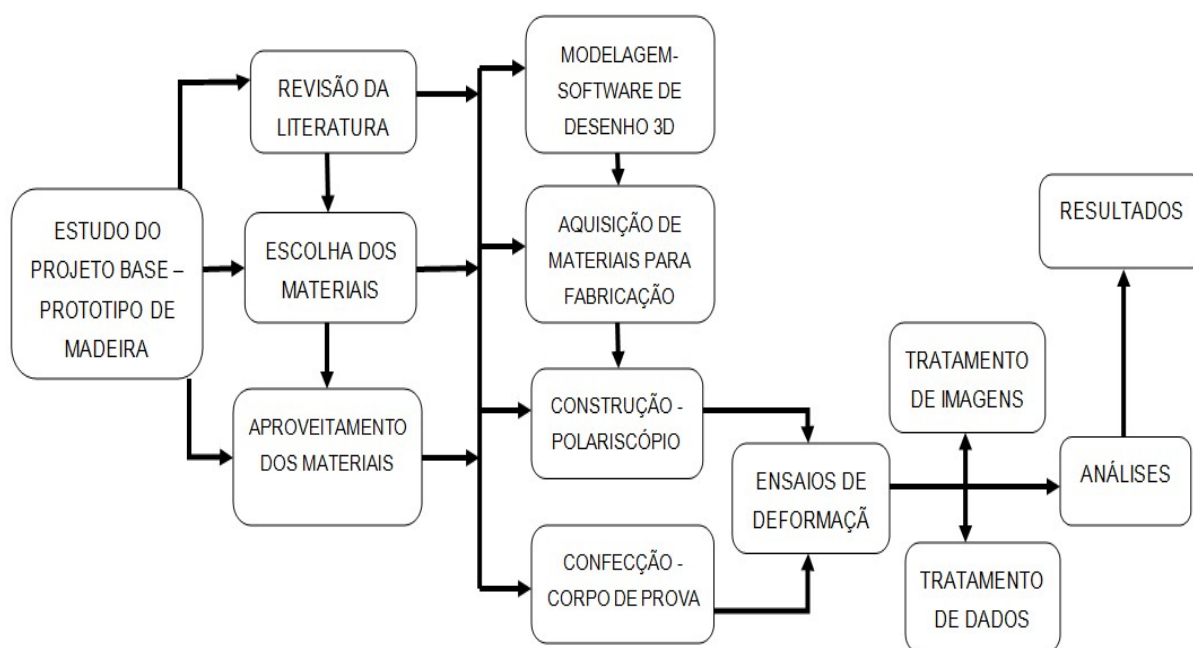 ESTUDO DO
PROJETO BASE –
PROTOTIPO DE
MADEIRA
REVISÃO DA
LITERATURA
ESCOLHA DOS
MATERIAIS
APROVEITAMENTO
DOS MATERIAIS
MODELAGEM-
SOFTWARE DE
DESENHO 3D
AQUISIÇÃO DE
MATERIAIS PARA
FABRICAÇÃO
CONSTRUÇÃO -
POLARISCÓPIO
CONFECÇÃO -
CORPO DE PROVA
ENSAIOS DE
DEFORMAÇÃ
TRATAMENTO
DE IMAGENS
TRATAMENTO
DE DADOS
ANÁLISES
RESULTADOS